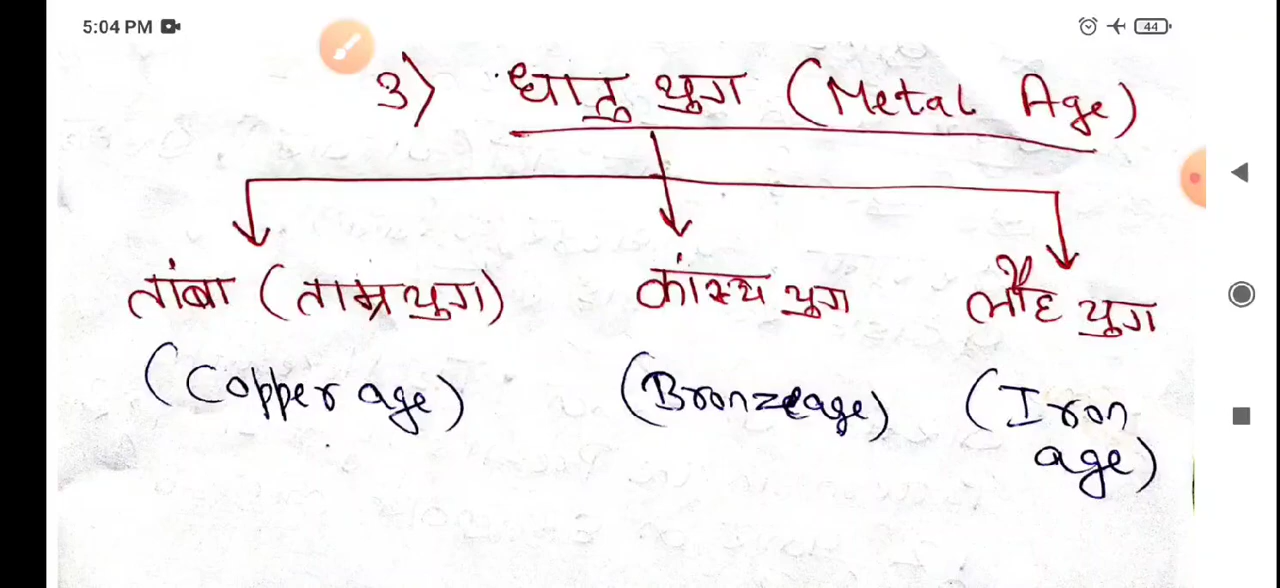 5:04 PM
44
3) धातु युग (Metal Age)
तांबा (ताम्रयुग) कांस्य युग लौह युग
(Copper age) (Bronze age) (Iron
age)